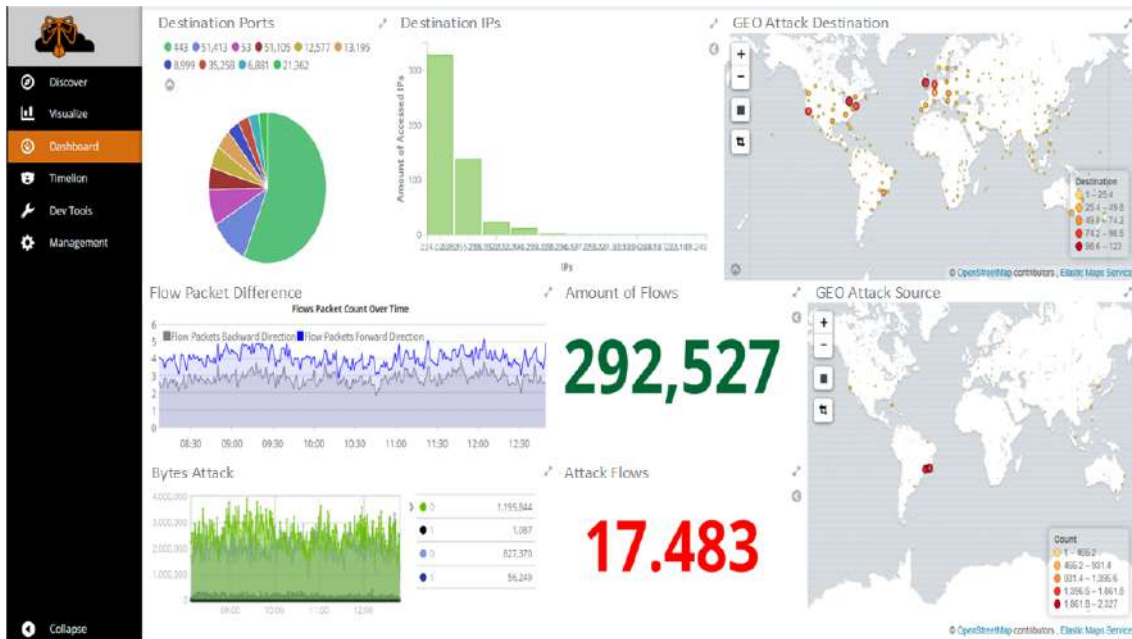 Discover
Visualize
Dashboard
Timelion
Dev Tools
Management
Collapse
Destination Ports
443 51,413 53 51,105 12,577 13,195
8,999 35,258 6,881 21,362
Destination IPs
Amount of Accessed IPs
300
200
100
0
IPs
GEO Attack Destination
+
−
Destination
1 – 25.4
25.4 – 49.8
49.8 – 74.2
74.2 – 98.6
98.6 – 123
© OpenStreetMap contributors , Elastic Maps Service
Flow Packet Difference
Flows Packet Count Over Time
Flow Packets Backward Direction Flow Packets Forward Direction
6
5
4
3
2
1
0
08:30 09:00 09:30 10:00 10:30 11:00 11:30 12:00 12:30
Amount of Flows
292,527
GEO Attack Source
+
−
Count
1 – 466.2
466.2 – 931.4
931.4 – 1,396.6
1,396.6 – 1,861.8
1,861.8 – 2,327
© OpenStreetMap contributors , Elastic Maps Service
Bytes Attack
4,000,000
3,000,000
2,000,000
1,000,000
0
09:00 10:00 11:00 12:00
1,087
827,370
56,249
Attack Flows
17.483